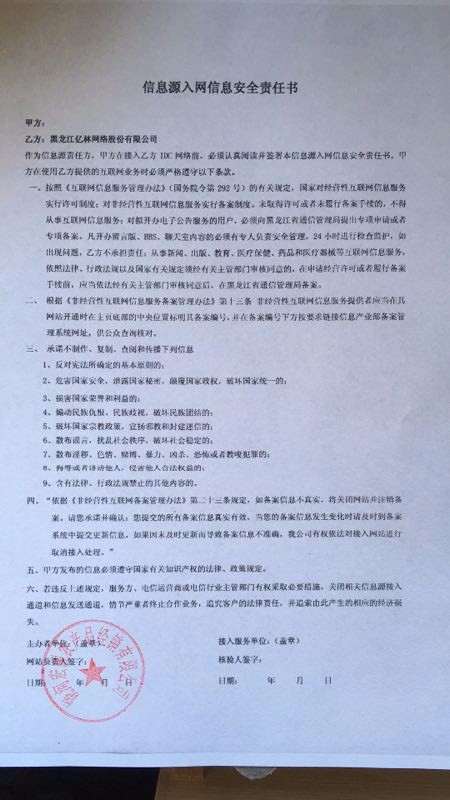 信息源入网信息安全责任书
甲方：
乙方：黑龙江亿林网络股份有限公司
作为信息源责任方，甲方在接入乙方 IDC 网前，必须认真阅读并签署本信息源入网信息安全责任书。甲
方在使用乙方提供的互联网业务时必须严格遵守以下条款。
一、按照《互联网信息服务管理办法》（国务院令第 292 号）的有关规定，国家对经营性互联网信息服务
实行许可制度；对非经营性互联网信息服务实行备案制度。未取得许可或者未履行备案手续的，不得
从事互联网信息服务；对拟开办电子公告服务的用户，必须向黑龙江省通信管理局提出专项申请或者
专项备案。凡开办留言版、BBS、聊天室内容的必须有专人负责安全管理，24 小时进行检查监护，如
出现问题，乙方不承担责任；从事新闻、出版、教育、医疗保健、药品和医疗器械等互联网信息服务，
依照法律、行政法规以及国家有关规定须经有关主管部门审核同意的，在申请经营许可或者履行备案
手续前，应当依法经有关主管部门审核同意后，在黑龙江省通信管理局备案。
二、 根据《非经营性互联网信息服务备案管理办法》第十三条 非经营性互联网信息服务提供者应当在其
网站开通时在主页底部的中央位置标明其备案编号，并在备案编号下方按要求链接信息产业部备案管
理系统网址，供公众查询核对。
三、 承诺不制作、复制、查阅和传播下列信息
1、反对宪法所确定的基本原则的；
2、危害国家安全，泄露国家秘密，颠覆国家政权，破坏国家统一的；
3、损害国家荣誉和利益的；
4、煽动民族仇恨、民族歧视，破坏民族团结的；
5、破坏国家宗教政策，宣扬邪教和封建迷信的；
6、散布谣言，扰乱社会秩序，破坏社会稳定的；
7、散布淫秽、色情、赌博、暴力、凶杀、恐怖或者教唆犯罪的；
8、侮辱或者诽谤他人，侵害他人合法权益的；
9、含有法律、行政法规禁止的其他内容的。
四、“依据《非经营性互联网备案管理办法》第二十三条规定，如备案信息不真实，将关闭网站并注销备
案。请您承诺并确认：您提交的所有备案信息真实有效，当您的备案信息发生变化时请及时到备案
系统中提交更新信息，如果因未及时更新而导致备案信息不准确，我公司有权依法对接入网站进行
取消接入处理。”
五、甲方发布的信息必须遵守国家有关知识产权的法律、政策规定。
六、若违反上述规定，服务方、电信运营商或电信行业主管部门有权采取必要措施，关闭相关信息源接入
通道和信息发送通道，情节严重者终止合作业务，追究客户的法律责任，并追索由此产生的相应的经济损
失。
主办者单位：（盖章） 接入服务单位：（盖章）
网站负责人签字： 核验人签字：
日期： 年 月 日 日期： 年 月 日